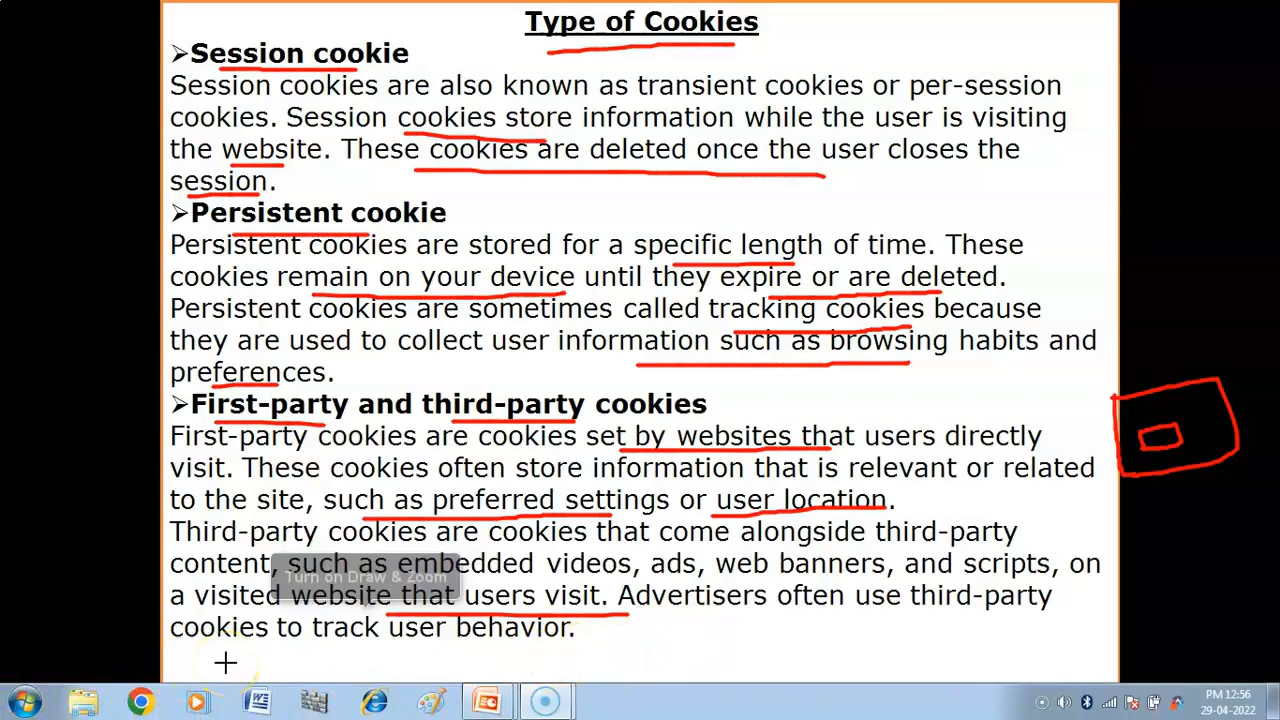 Type of Cookies
➢Session cookie
Session cookies are also known as transient cookies or per-session
cookies. Session cookies store information while the user is visiting
the website. These cookies are deleted once the user closes the
session.
➢Persistent cookie
Persistent cookies are stored for a specific length of time. These
cookies remain on your device until they expire or are deleted.
Persistent cookies are sometimes called tracking cookies because
they are used to collect user information such as browsing habits and
preferences.
➢First-party and third-party cookies
First-party cookies are cookies set by websites that users directly
visit. These cookies often store information that is relevant or related
to the site, such as preferred settings or user location.
Third-party cookies are cookies that come alongside third-party
content, such as embedded videos, ads, web banners, and scripts, on
Turn on Draw & Zoom
a visited website that users visit. Advertisers often use third-party
cookies to track user behavior.
PM 12:56
29-04-2022